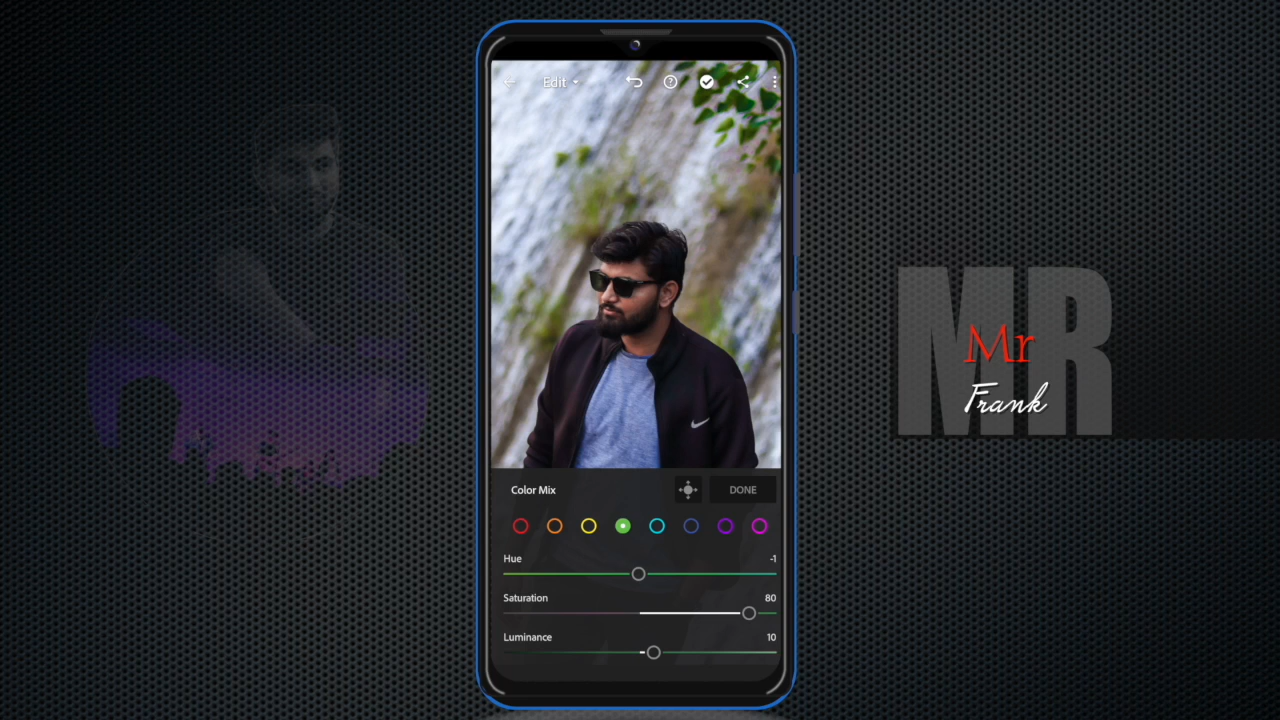 Edit
MR
Mr
Frank
Color Mix
DONE
Hue -1
Saturation 80
Luminance 10